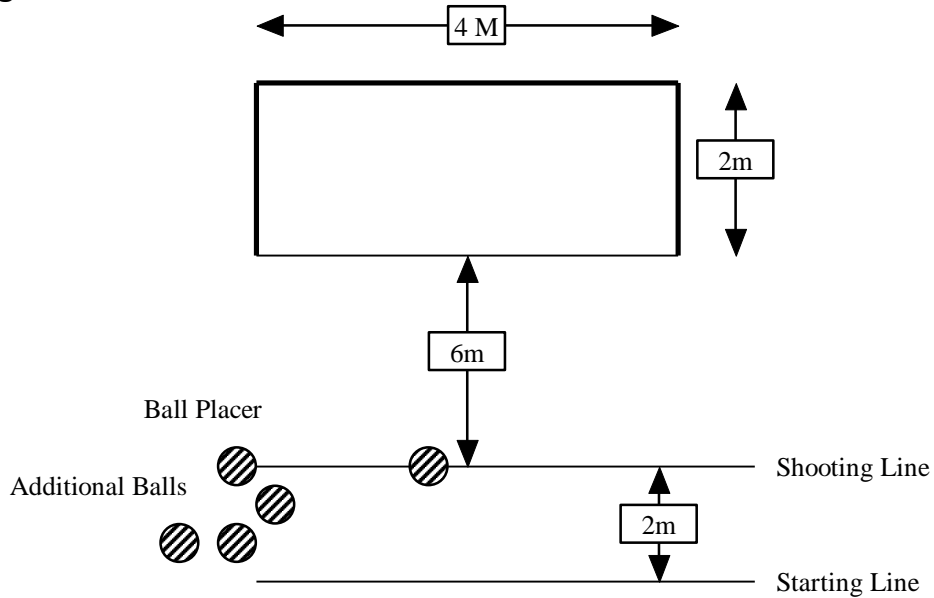 4 M
2m
6m
Ball Placer
Shooting Line
Additional Balls
2m
Starting Line